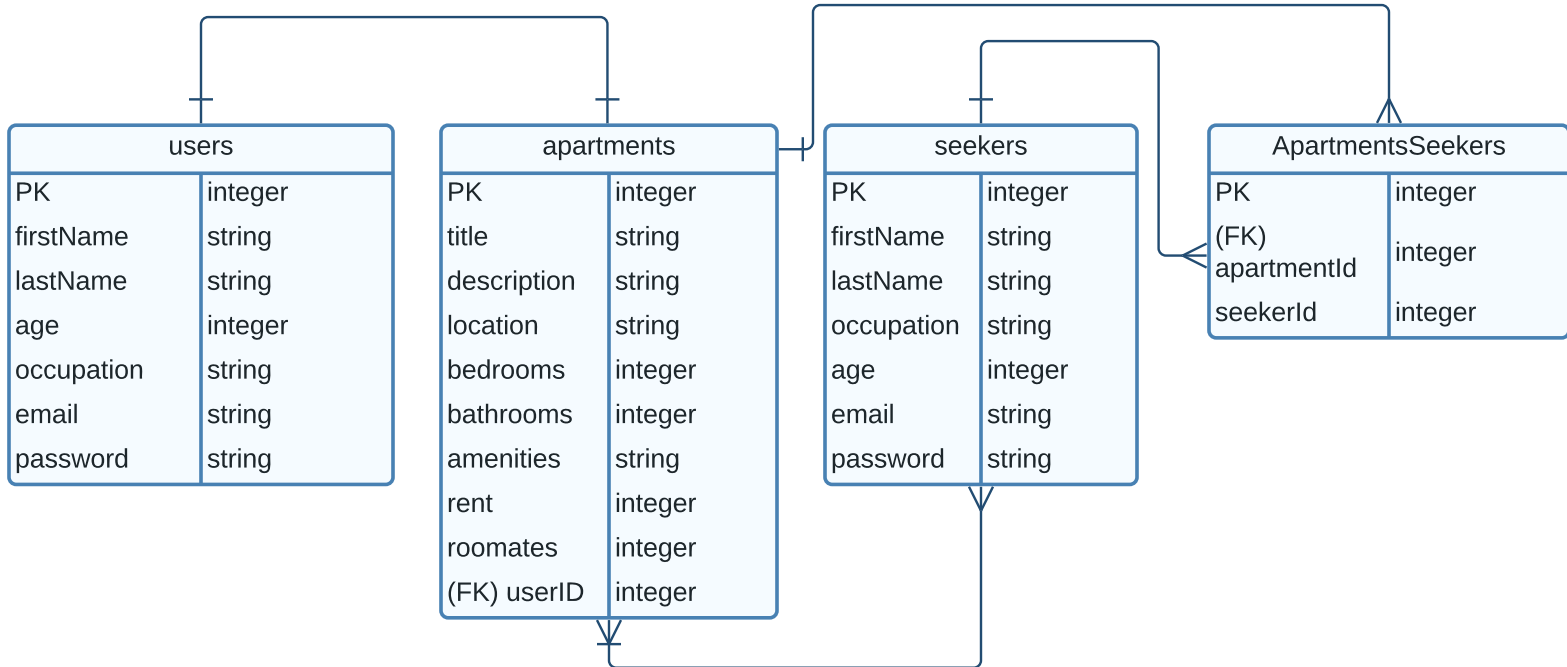 users
PK integer
firstName string
lastName string
age integer
occupation string
email string
password string
apartments
PK integer
title string
description string
location string
bedrooms integer
bathrooms integer
amenities string
rent integer
roomates integer
(FK) userID integer
seekers
PK integer
firstName string
lastName string
occupation string
age integer
email string
password string
ApartmentsSeekers
PK integer
(FK)
apartmentId integer
seekerId integer